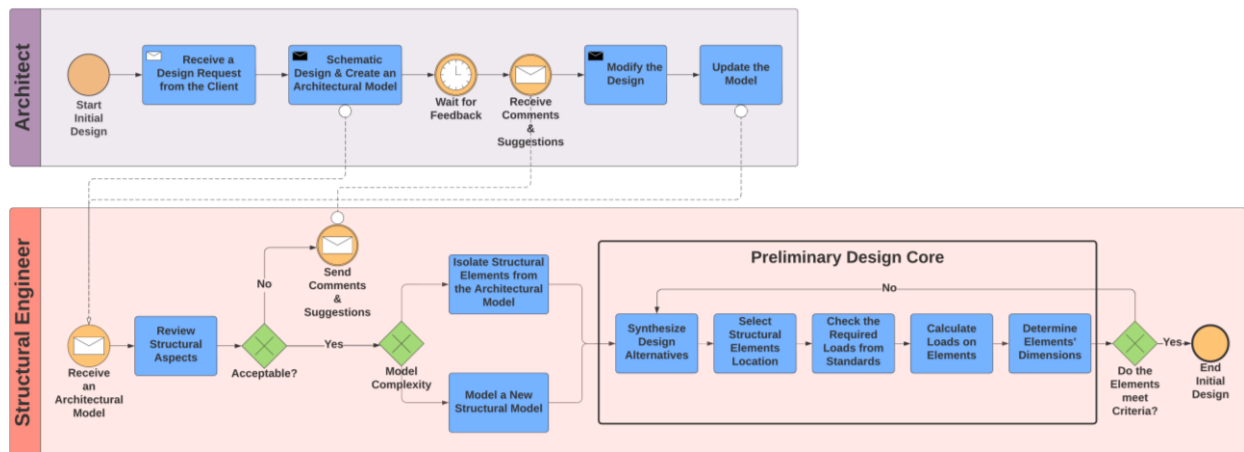 Architect
Start
Initial
Design
Receive a
Design Request
from the Client
Schematic
Design & Create an
Architectural Model
Wait for
Feedback
Receive
Comments
&
Suggestions
Modify the
Design
Update the
Model
Structural Engineer
Receive
an
Architectural
Model
Review
Structural
Aspects
Acceptable?
No
Send
Comments
&
Suggestions
Yes
Model
Complexity
Isolate Structural
Elements from
the Architectural
Model
Model a New
Structural Model
Preliminary Design Core
Synthesize
Design
Alternatives
Select
Structural
Elements
Location
Check the
Required
Loads from
Standards
Calculate
Loads on
Elements
Determine
Elements'
Dimensions
No
Do the
Elements
meet
Criteria?
Yes
End
Initial
Design